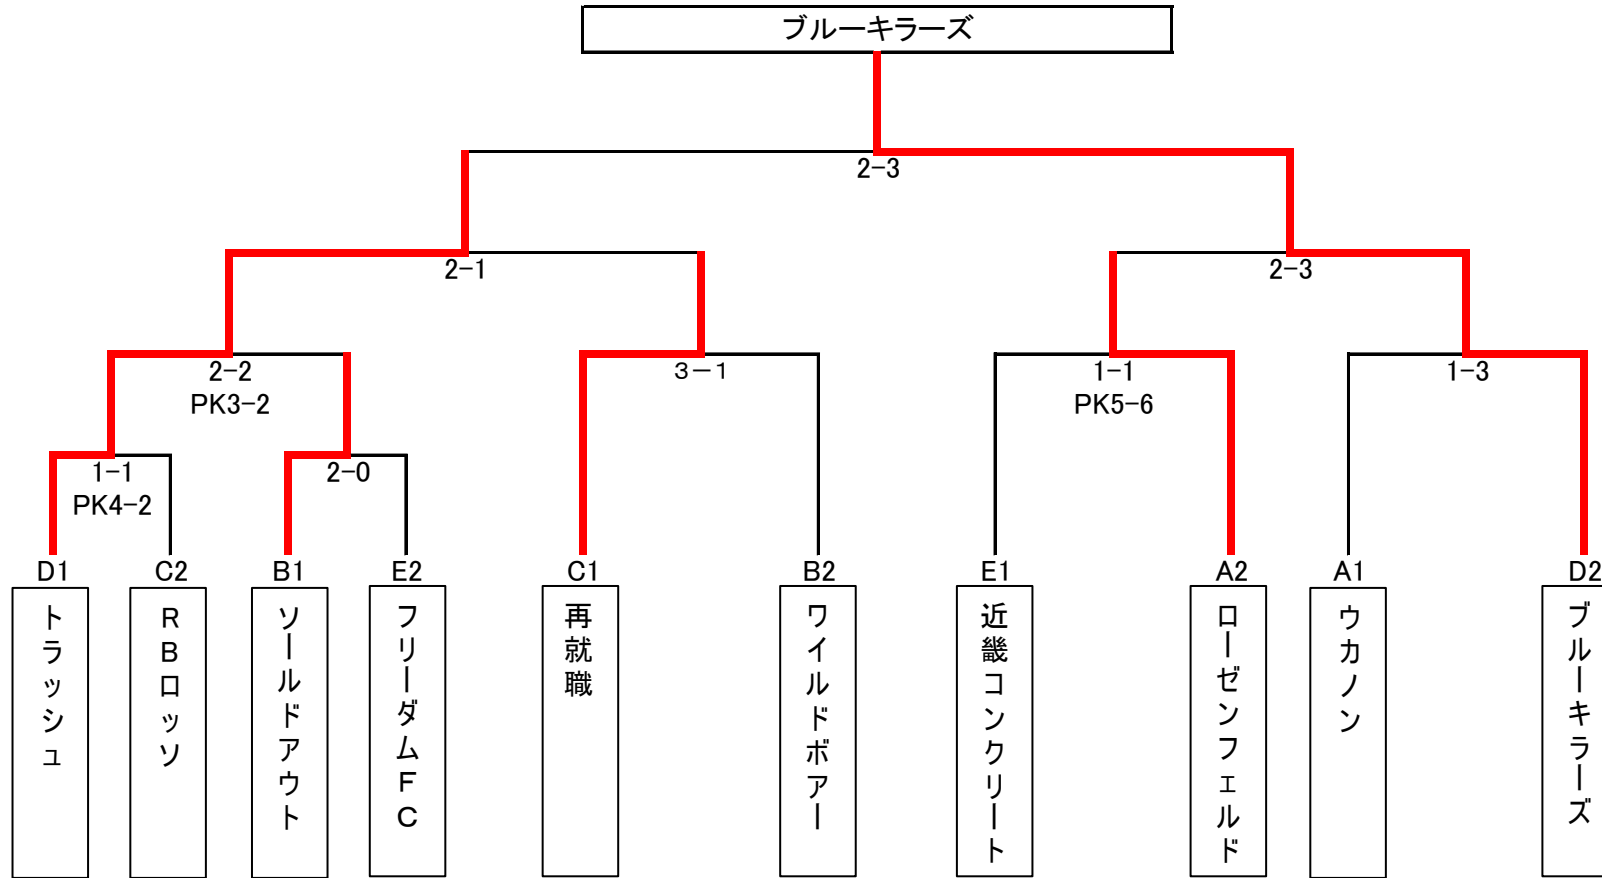 ブルーキラーズ
2-3
2-1
2-3
2-2
PK3-2
3-1
1-1
PK5-6
1-3
1-1
PK4-2
2-0
D1
C2
B1
E2
C1
B2
E1
A2
A1
D2
トラッシュ
RBロッソ
ソールドアウト
フリーダムFC
再就職
ワイルドボアー
近畿コンクリート
ローゼンフェルド
ウカノン
ブルーキラーズ